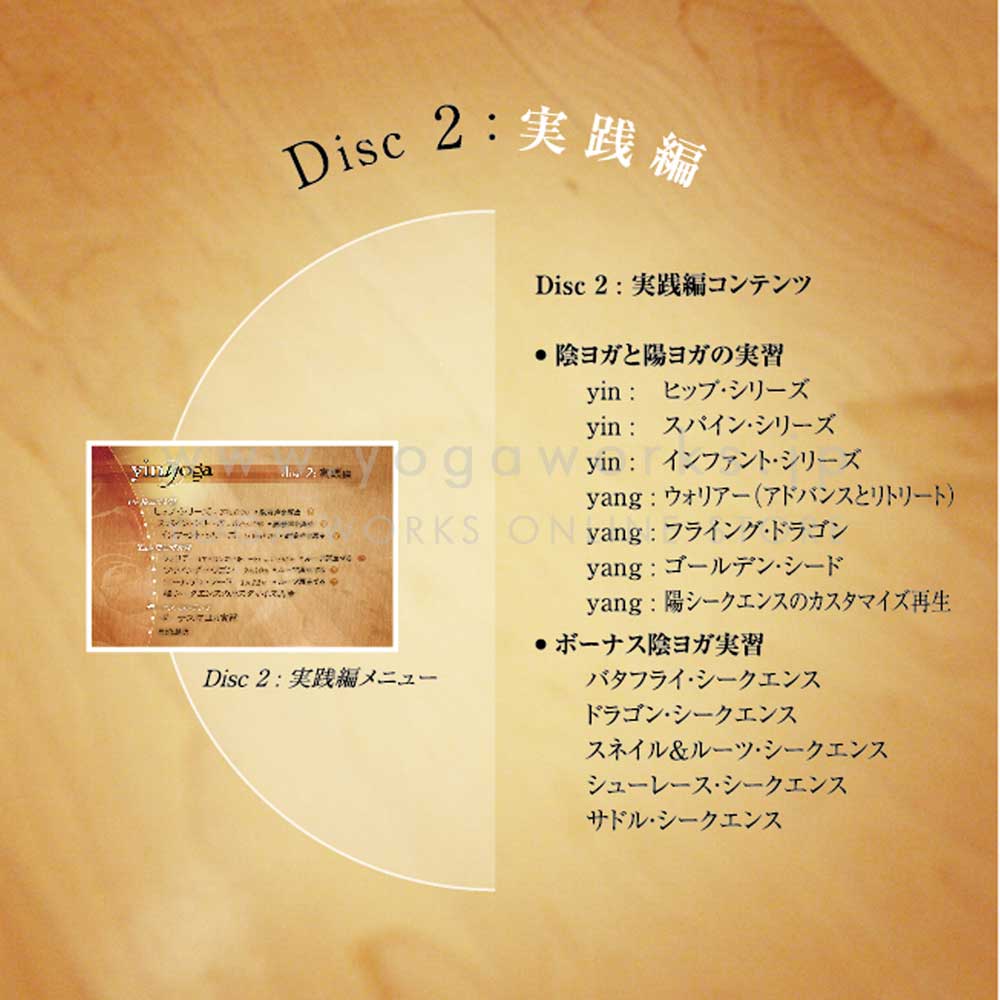 Disc 2 : 実践編
Disc 2 : 実践編コンテンツ
• 陰ヨガと陽ヨガの実習
yin : ヒップ・シリーズ
yin : スパイン・シリーズ
yin : インファント・シリーズ
yang : ウォリアー(アドバンスとリトリート)
yang : フライング・ドラゴン
yang : ゴールデン・シード
yang : 陽シークエンスのカスタマイズ再生
• ボーナス陰ヨガ実習
バタフライ・シークエンス
ドラゴン・シークエンス
スネイル&ルーツ・シークエンス
シューレース・シークエンス
サドル・シークエンス
yinyoga
disc 2: 実践編
Disc 2 : 実践編メニュー
www.yogaworks.jp
WORKS ONLINE